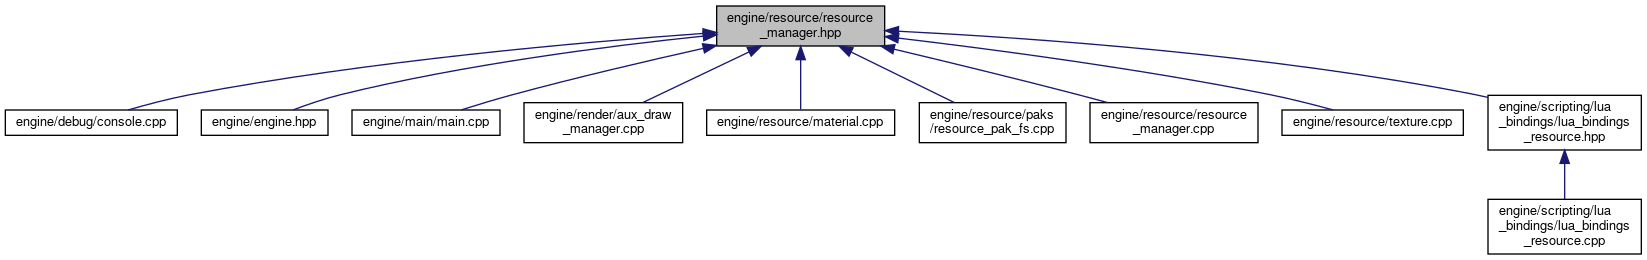 engine/resource/resource
_manager.hpp
engine/debug/console.cpp
engine/engine.hpp
engine/main/main.cpp
engine/render/aux_draw
_manager.cpp
engine/resource/material.cpp
engine/resource/paks
/resource_pak_fs.cpp
engine/resource/resource
_manager.cpp
engine/resource/texture.cpp
engine/scripting/lua
_bindings/lua_bindings
_resource.hpp
engine/scripting/lua
_bindings/lua_bindings
_resource.cpp